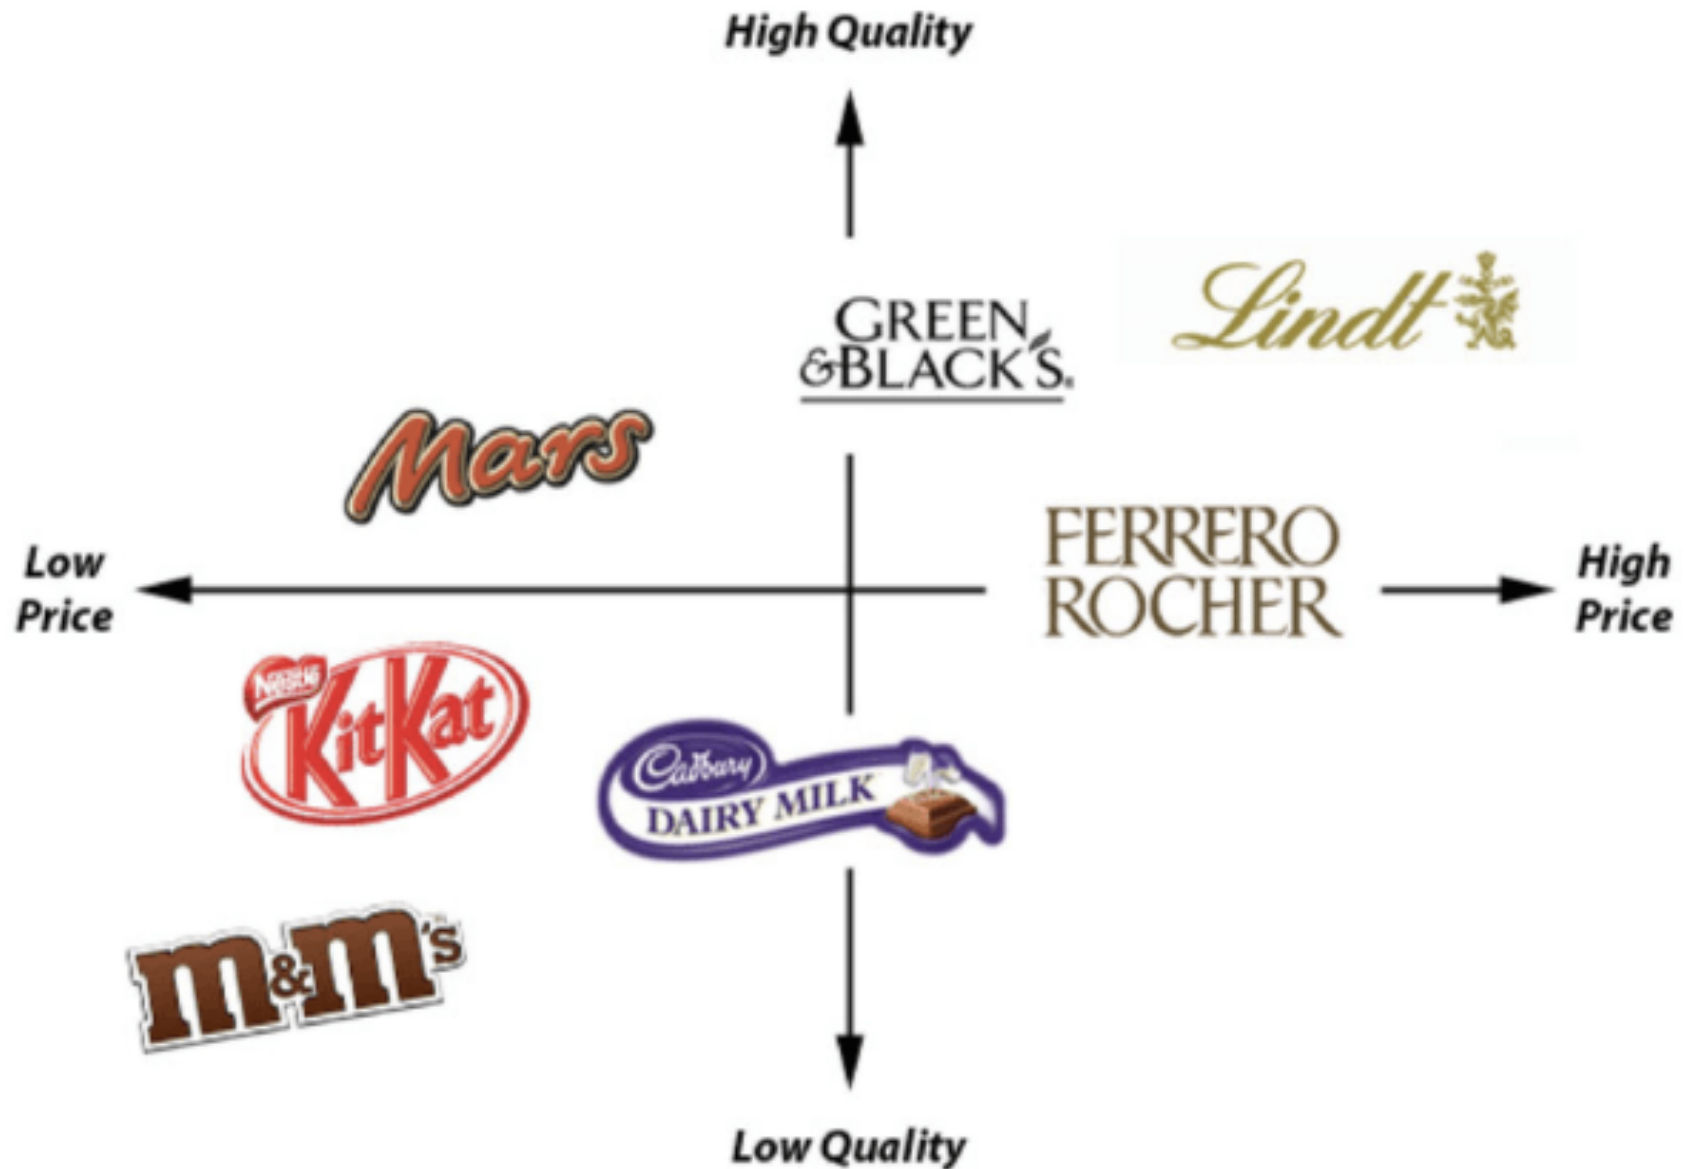 High Quality
GREEN
&BLACK'S®
Lindt
Mars
FERRERO
ROCHER
Low
Price
High
Price
Nestlé
KitKat
Cadbury
DAIRY MILK
m&m's
Low Quality